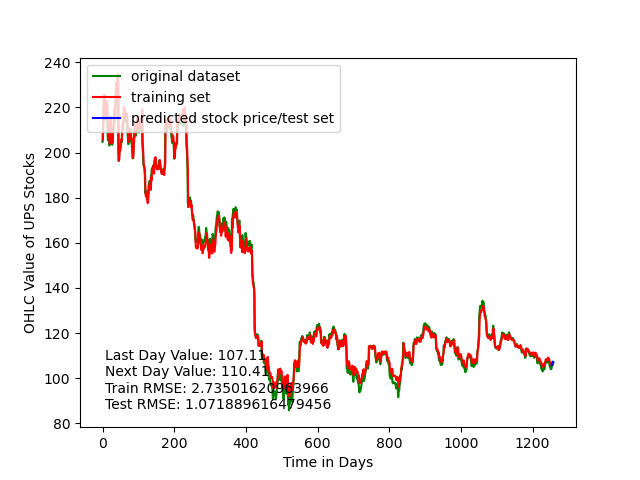 240
220
200
180
160
140
120
100
80
OHLC Value of UPS Stocks
original dataset
training set
predicted stock price/test set
Last Day Value: 107.11
Next Day Value: 110.41
Train RMSE: 2.73501620963966
Test RMSE: 1.071889616479456
0 200 400 600 800 1000 1200
Time in Days